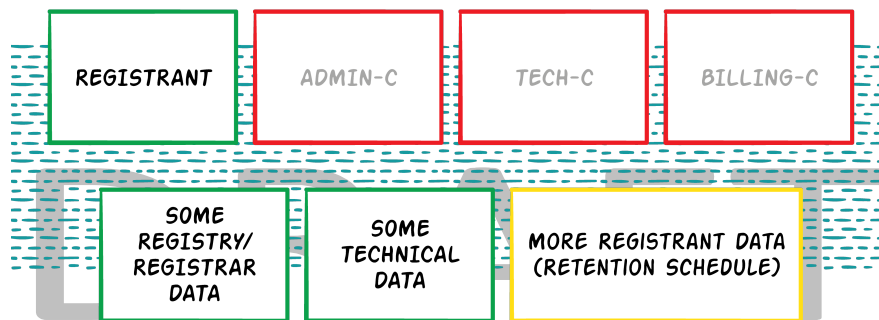 REGISTRANT
ADMIN-C
TECH-C
BILLING-C
SOME
REGISTRY/
REGISTRAR
DATA
SOME
TECHNICAL
DATA
MORE REGISTRANT DATA
(RETENTION SCHEDULE)